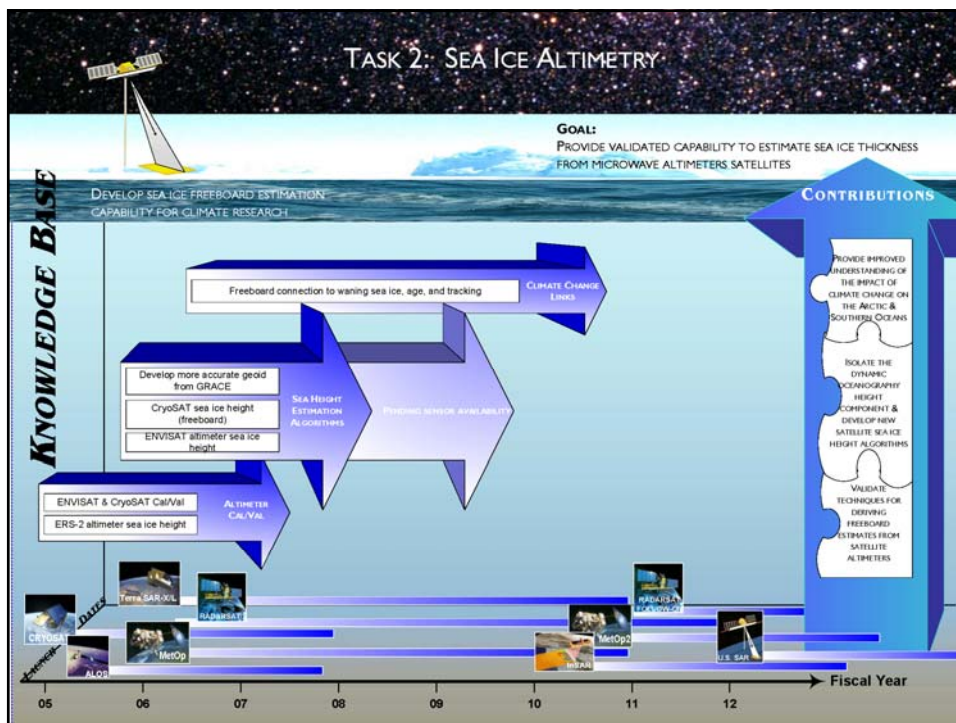 TASK 2: SEA ICE ALTIMETRY
GOAL:
PROVIDE VALIDATED CAPABILITY TO ESTIMATE SEA ICE THICKNESS
FROM MICROWAVE ALTIMETERS SATELLITES
DEVELOP SEA ICE FREEBOARD ESTIMATION
CAPABILITY FOR CLIMATE RESEARCH
KNOWLEDGE BASE
CONTRIBUTIONS
PROVIDE IMPROVED
UNDERSTANDING OF
THE IMPACT OF
CLIMATE CHANGE ON
THE ARCTIC &
SOUTHERN OCEANS
ISOLATE THE
DYNAMIC
OCEANOGRAPHY
HEIGHT
COMPONENT &
DEVELOP NEW
SATELLITE SEA ICE
HEIGHT ALGORITHMS
VALIDATE
TECHNIQUES FOR
DERIVING
FREEBOARD
ESTIMATES FROM
SATELLITE
ALTIMETERS
Freeboard connection to waning sea ice, age, and tracking
CLIMATE CHANGE
LINKS
Develop more accurate geoid
from GRACE
CryoSAT sea ice height
(freeboard)
ENVISAT altimeter sea ice
height
SEA HEIGHT
ESTIMATION
ALGORITHMS
PENDING SENSOR AVAILABILITY
ENVISAT & CryoSAT Cal/Val
ERS-2 altimeter sea ice height
ALTIMETER
CAL/VAL
LAUNCH DATES
CRYOSAT
Terra SAR-X/L
RADARSAT
ALOS
MetOp
InSAR
MetOp2
RADARSAT
U.S. SAR
Fiscal Year
05 06 07 08 09 10 11 12